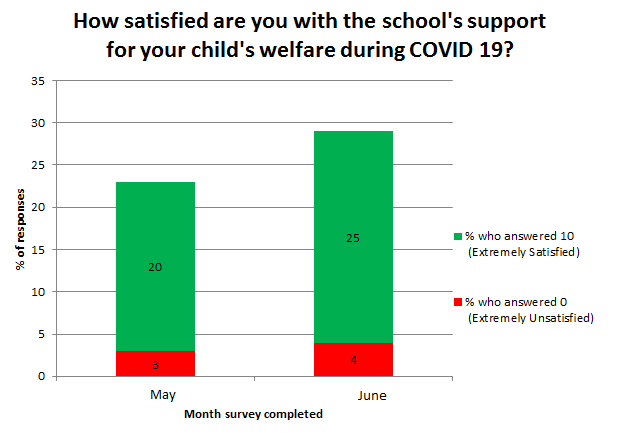 How satisfied are you with the school's support
for your child's welfare during COVID 19?
35
30
25
20
15
10
5
0
% of responses
20
3
25
4
May
June
Month survey completed
% who answered 10
(Extremely Satisfied)
% who answered 0
(Extremely Unsatisfied)